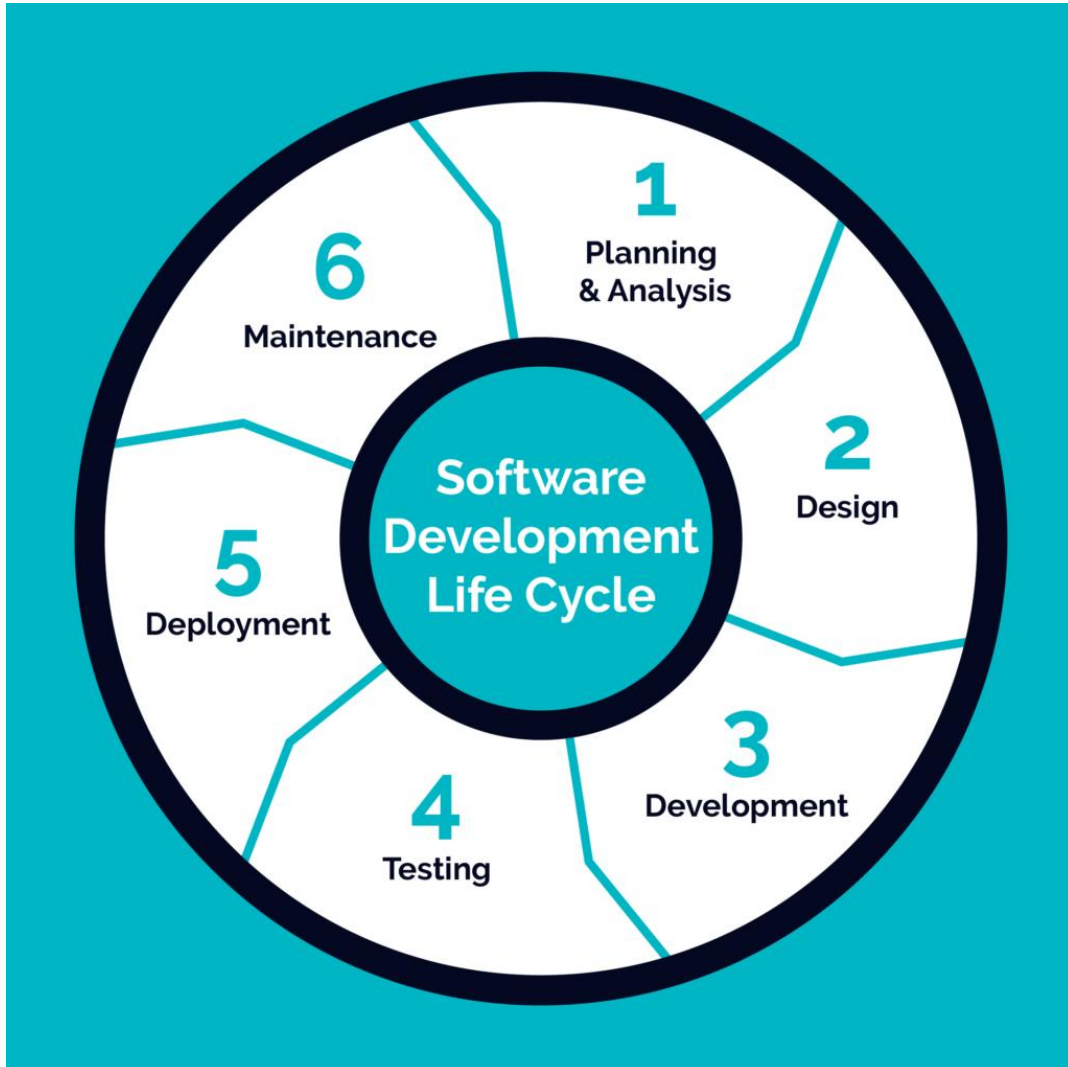 Software
Development
Life Cycle
1
Planning
& Analysis
2
Design
3
Development
4
Testing
5
Deployment
6
Maintenance